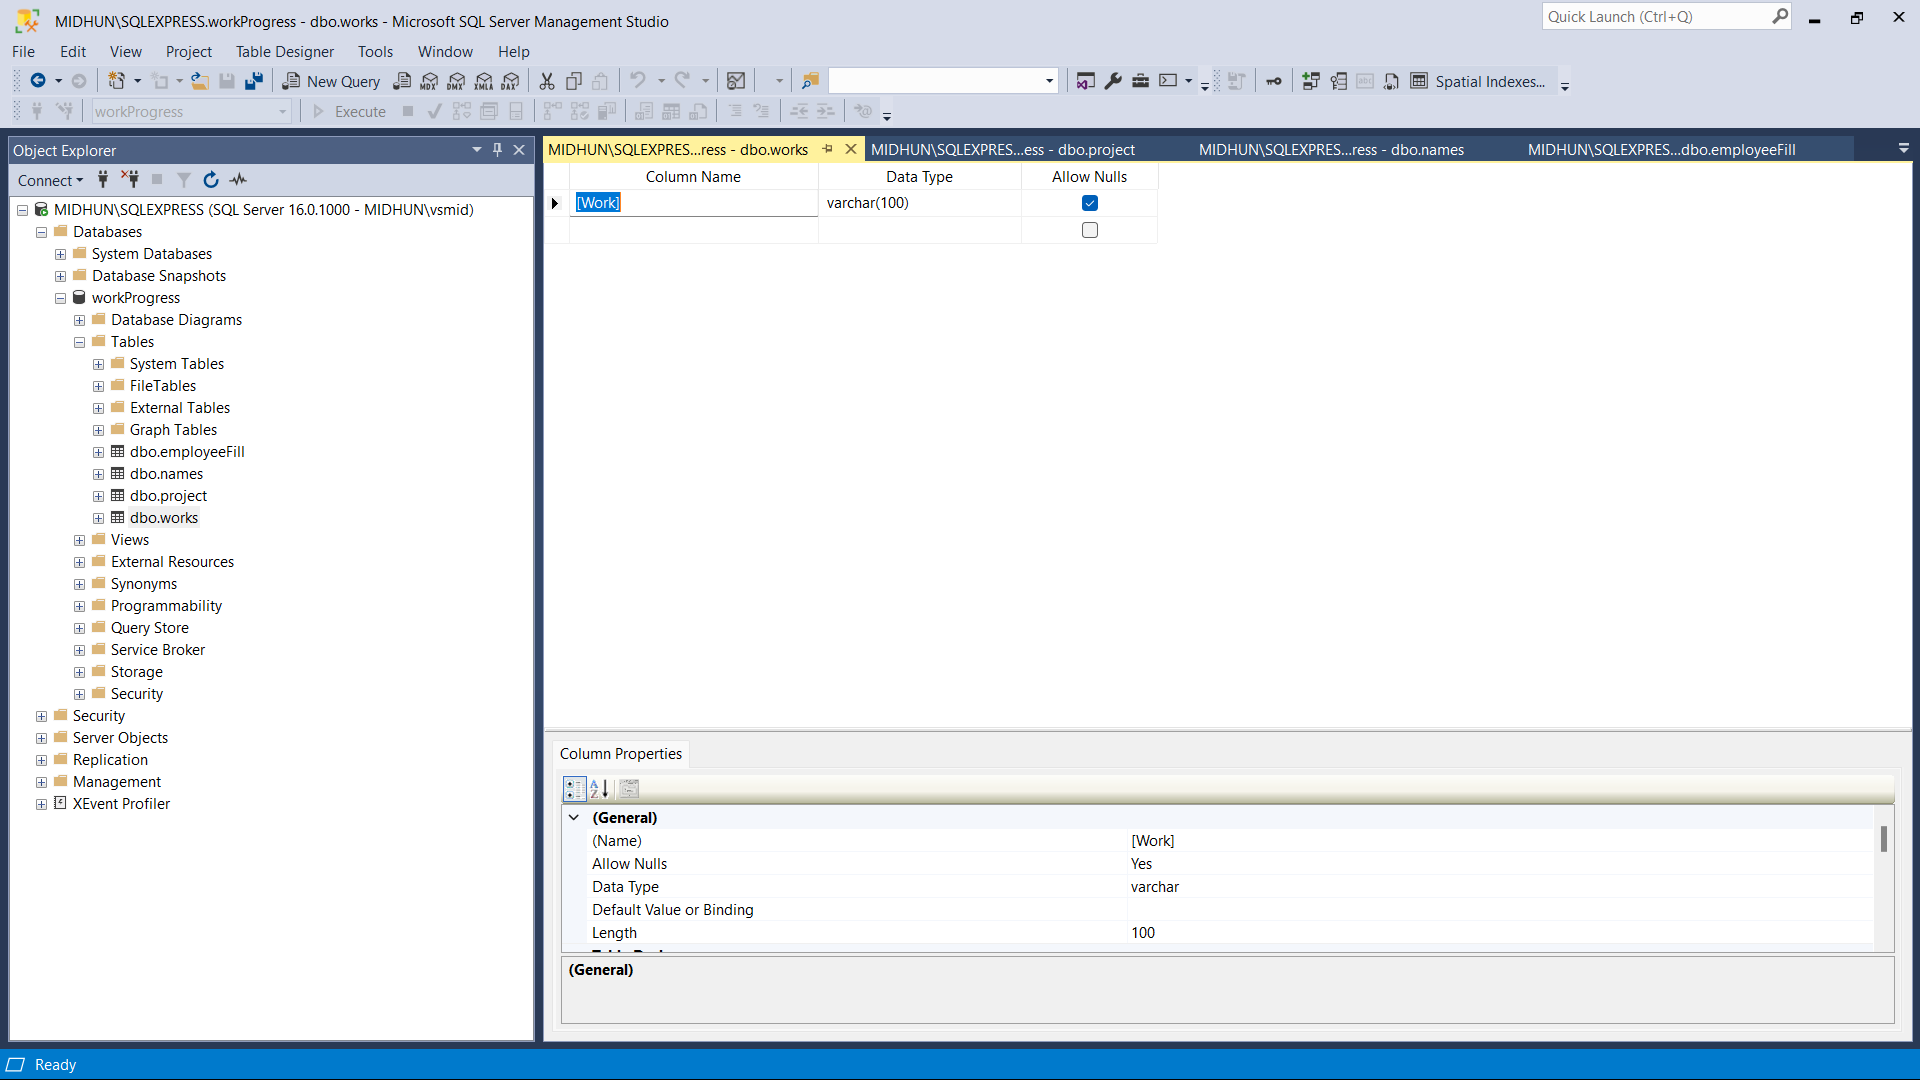 MIDHUN\SQLEXPRESS.workProgress - dbo.works - Microsoft SQL Server Management Studio
Quick Launch (Ctrl+Q)
File Edit View Project Table Designer Tools Window Help
New Query MDX DMX XMLA DAX Spatial Indexes...
workProgress Execute
Object Explorer
Connect
MIDHUN\SQLEXPRESS (SQL Server 16.0.1000 - MIDHUN\vsmid)
Databases
System Databases
Database Snapshots
workProgress
Database Diagrams
Tables
System Tables
FileTables
External Tables
Graph Tables
dbo.employeeFill
dbo.names
dbo.project
dbo.works
Views
External Resources
Synonyms
Programmability
Query Store
Service Broker
Storage
Security
Security
Server Objects
Replication
Management
XEvent Profiler
MIDHUN\SQLEXPRES...ress - dbo.works MIDHUN\SQLEXPRES...ess - dbo.project MIDHUN\SQLEXPRES...ress - dbo.names MIDHUN\SQLEXPRES...dbo.employeeFill
Column Name Data Type Allow Nulls
[Work] varchar(100)
Column Properties
(General)
(Name) [Work]
Allow Nulls Yes
Data Type varchar
Default Value or Binding
Length 100
(General)
Ready